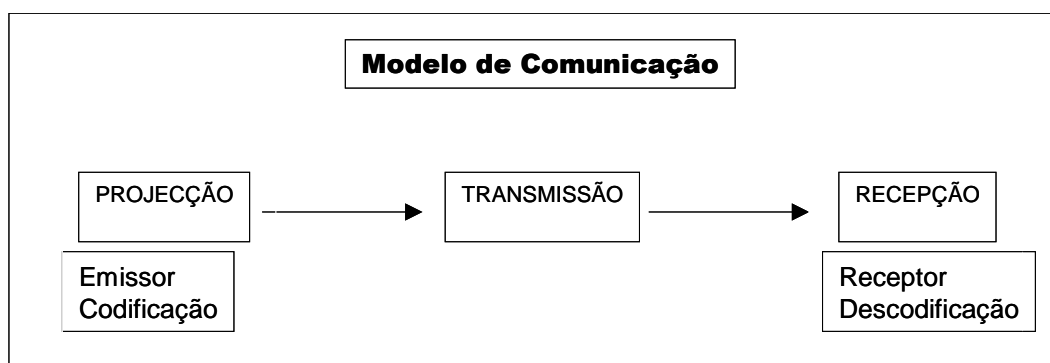 Modelo de Comunicação
PROJECÇÃO
TRANSMISSÃO
RECEPÇÃO
Emissor
Codificação
Receptor
Descodificação